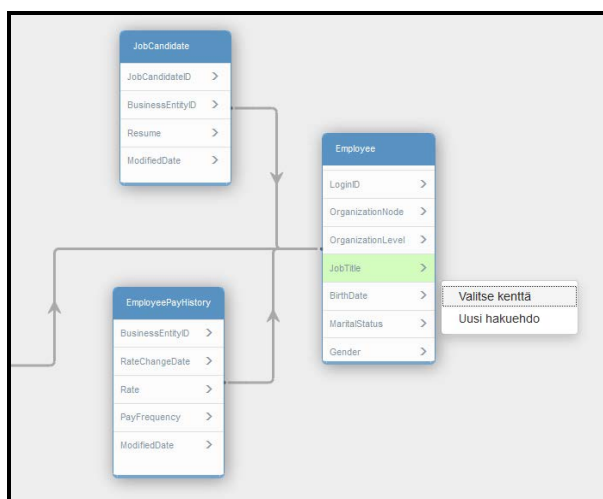 JobCandidate
JobCandidateID
BusinessEntityID
Resume
ModifiedDate
Employee
LoginID
OrganizationNode
OrganizationLevel
JobTitle
BirthDate
MaritalStatus
Gender
Valitse kenttä
Uusi hakuehdo
EmployeePayHistory
BusinessEntityID
RateChangeDate
Rate
PayFrequency
ModifiedDate